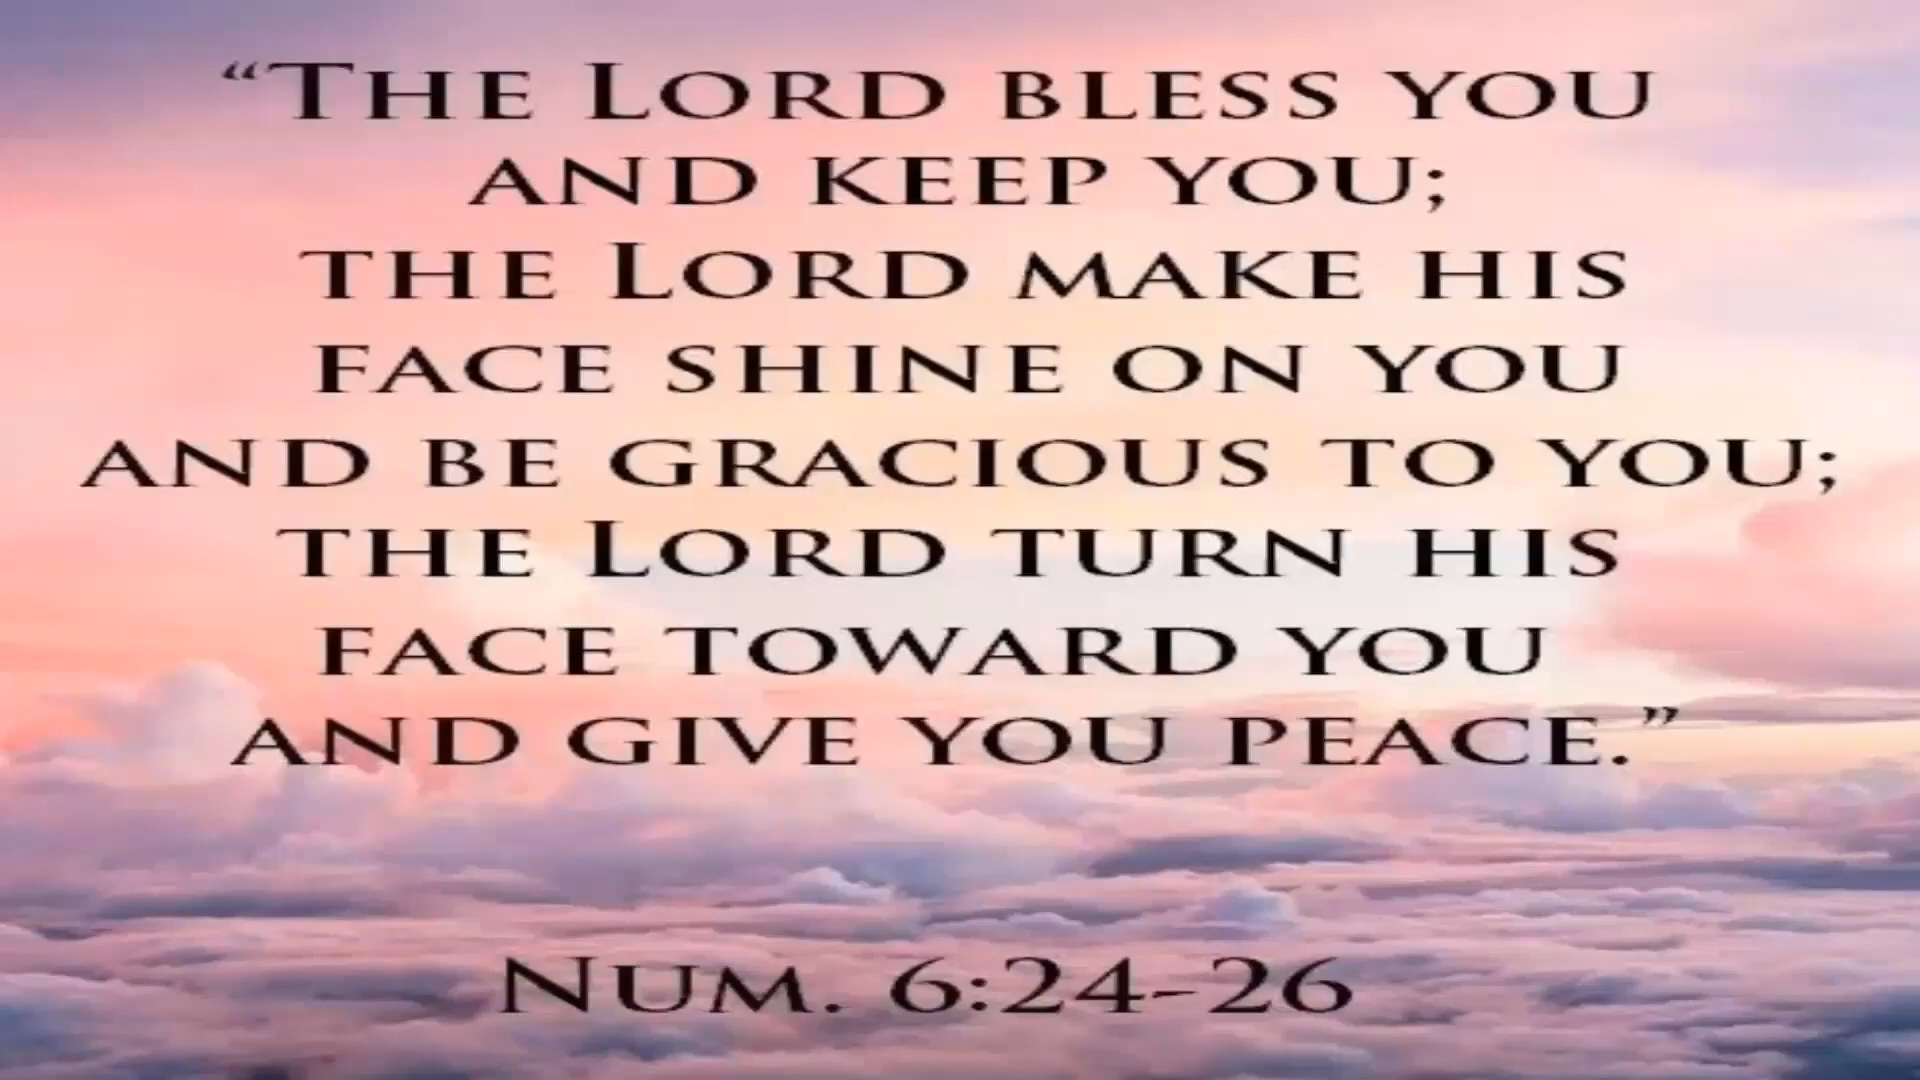 “The Lord bless you
and keep you;
the Lord make his
face shine on you
and be gracious to you;
the Lord turn his
face toward you
and give you peace.”
Num. 6:24-26